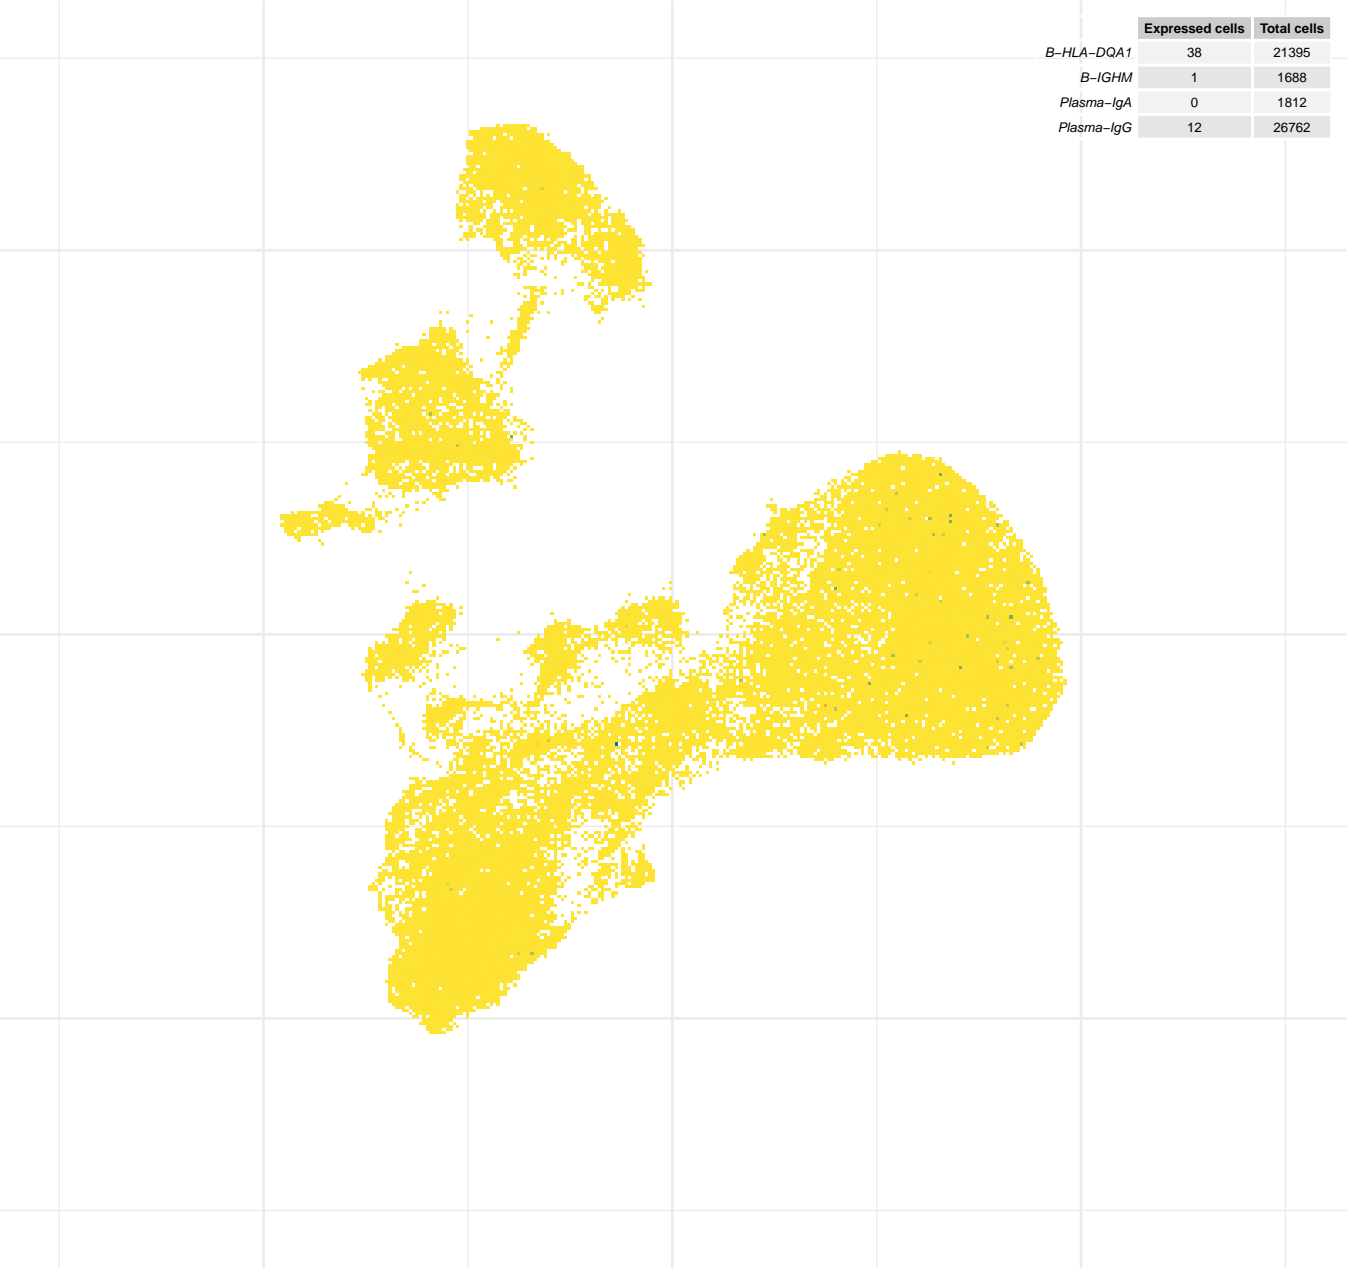 Expressed cells Total cells
B−HLA−DQA1 38 21395
B−IGHM 1 1688
Plasma−IgA 0 1812
Plasma−IgG 12 26762